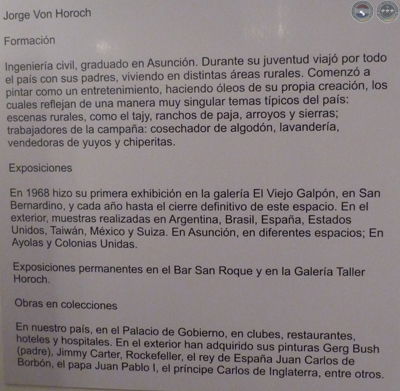 Jorge Von Horoch
Formación
Ingeniería civil, graduado en Asunción. Durante su juventud viajó por todo
el país con sus padres, viviendo en distintas áreas rurales. Comenzó a
pintar como un entretenimiento, haciendo óleos de su propia creación, los
cuales reflejan de una manera muy singular temas típicos del país:
escenas rurales, como el tajy, ranchos de paja, arroyos y sierras;
trabajadores de la campaña: cosechador de algodón, lavandería,
vendedoras de yuyos y chiperitas.
Exposiciones
En 1968 hizo su primera exhibición en la galería El Viejo Galpón, en San
Bernardino, y cada año hasta el cierre definitivo de este espacio. En el
exterior, muestras realizadas en Argentina, Brasil, España, Estados
Unidos, Taiwán, México y Suiza. En Asunción, en diferentes espacios; En
Ayolas y Colonias Unidas.
Exposiciones permanentes en el Bar San Roque y en la Galería Taller
Horoch.
Obras en colecciones
En nuestro país, en el Palacio de Gobierno, en clubes, restaurantes,
hoteles y hospitales. En el exterior han adquirido sus pinturas Gerg Bush
(padre), Jimmy Carter, Rockefeller, el rey de España Juan Carlos de
Borbón, el papa Juan Pablo I, el príncipe Carlos de Inglaterra, entre otros.